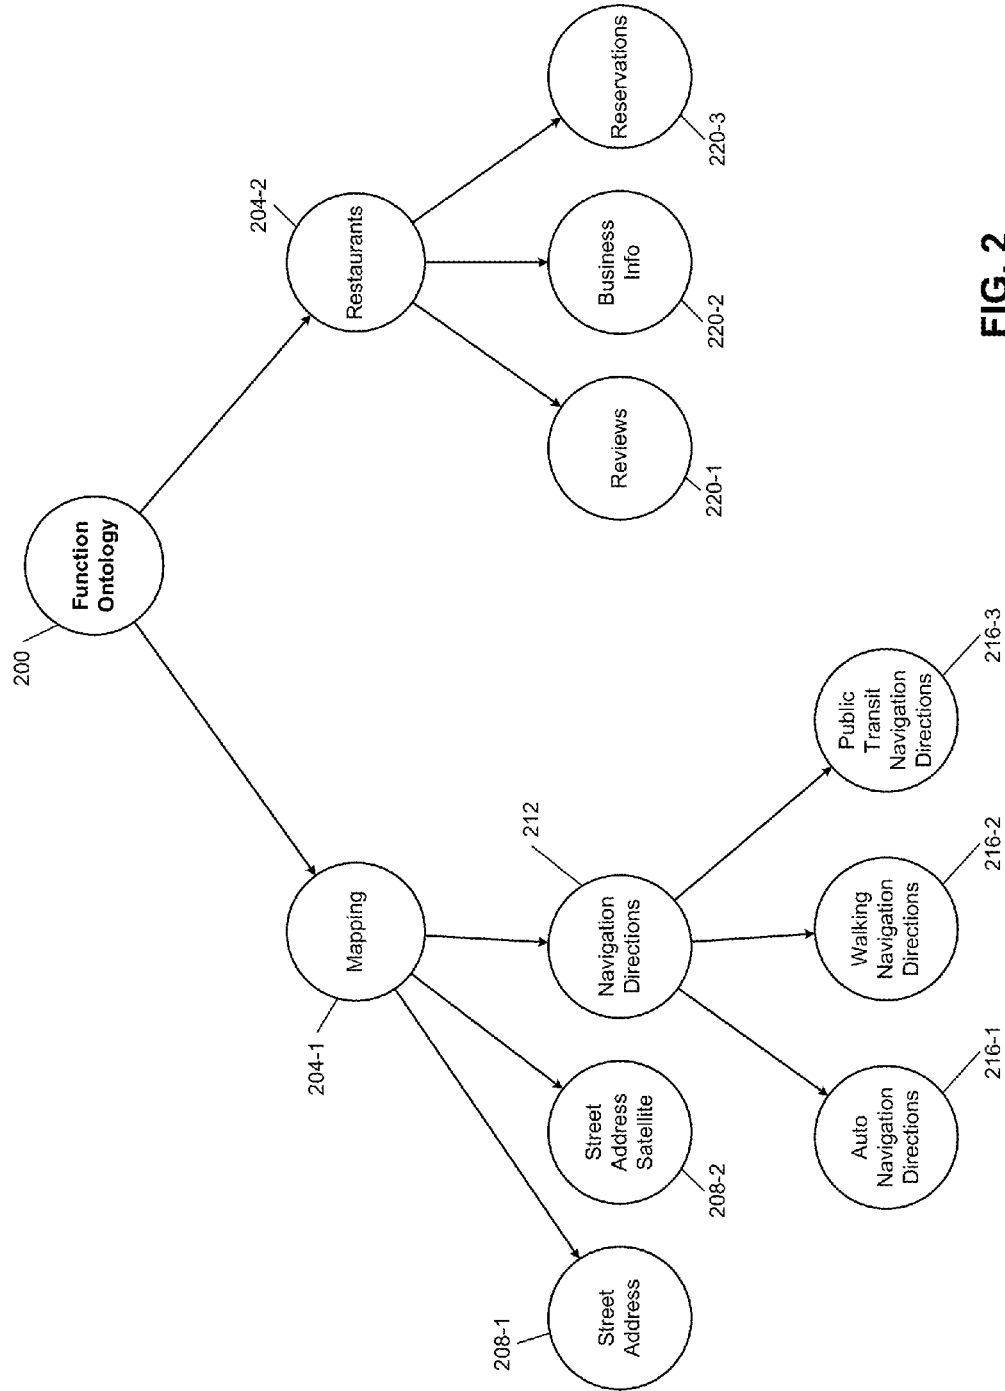 200
Function
Ontology
204-1
Mapping
204-2
Restaurants
208-1
Street
Address
Street
Address
Satellite
208-2
212
Navigation
Directions
Reviews
220-1
Business
Info
220-2
Reservations
220-3
Auto
Navigation
Directions
216-1
Walking
Navigation
Directions
216-2
Public
Transit
Navigation
Directions
216-3
FIG. 2